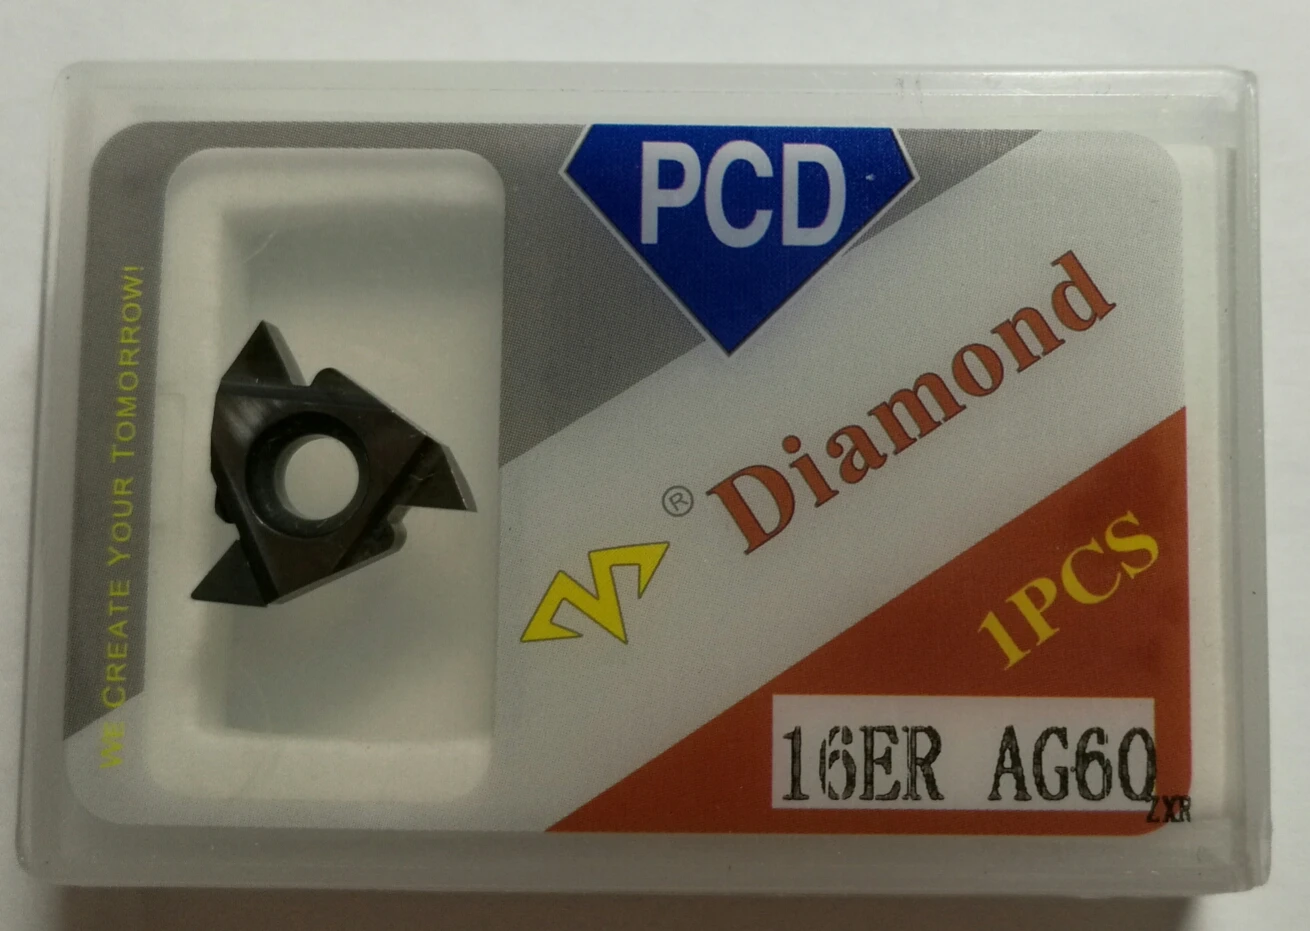 PCD
WE CREATE YOUR TOMORROW!
® Diamond
1PCS
16ER AG60
ZXR